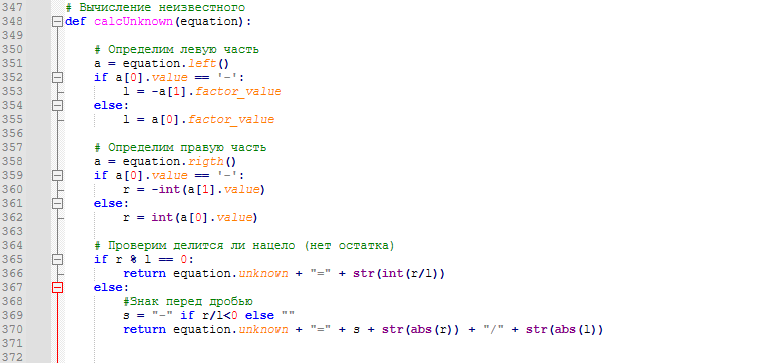 347 # Вычисление неизвестного
348 def calcUnknown(equation):
349
350 # Определим левую часть
351 a = equation.left()
352 if a[0].value == '-':
353 l = -a[1].factor_value
354 else:
355 l = a[0].factor_value
356
357 # Определим правую часть
358 a = equation.rigth()
359 if a[0].value == '-':
360 r = -int(a[1].value)
361 else:
362 r = int(a[0].value)
363
364 # Проверим делится ли нацело (нет остатка)
365 if r % l == 0:
366 return equation.unknown + "=" + str(int(r/l))
367 else:
368 #Знак перед дробью
369 s = "-" if r/l<0 else ""
370 return equation.unknown + "=" + s + str(abs(r)) + "/" + str(abs(l))
371
372